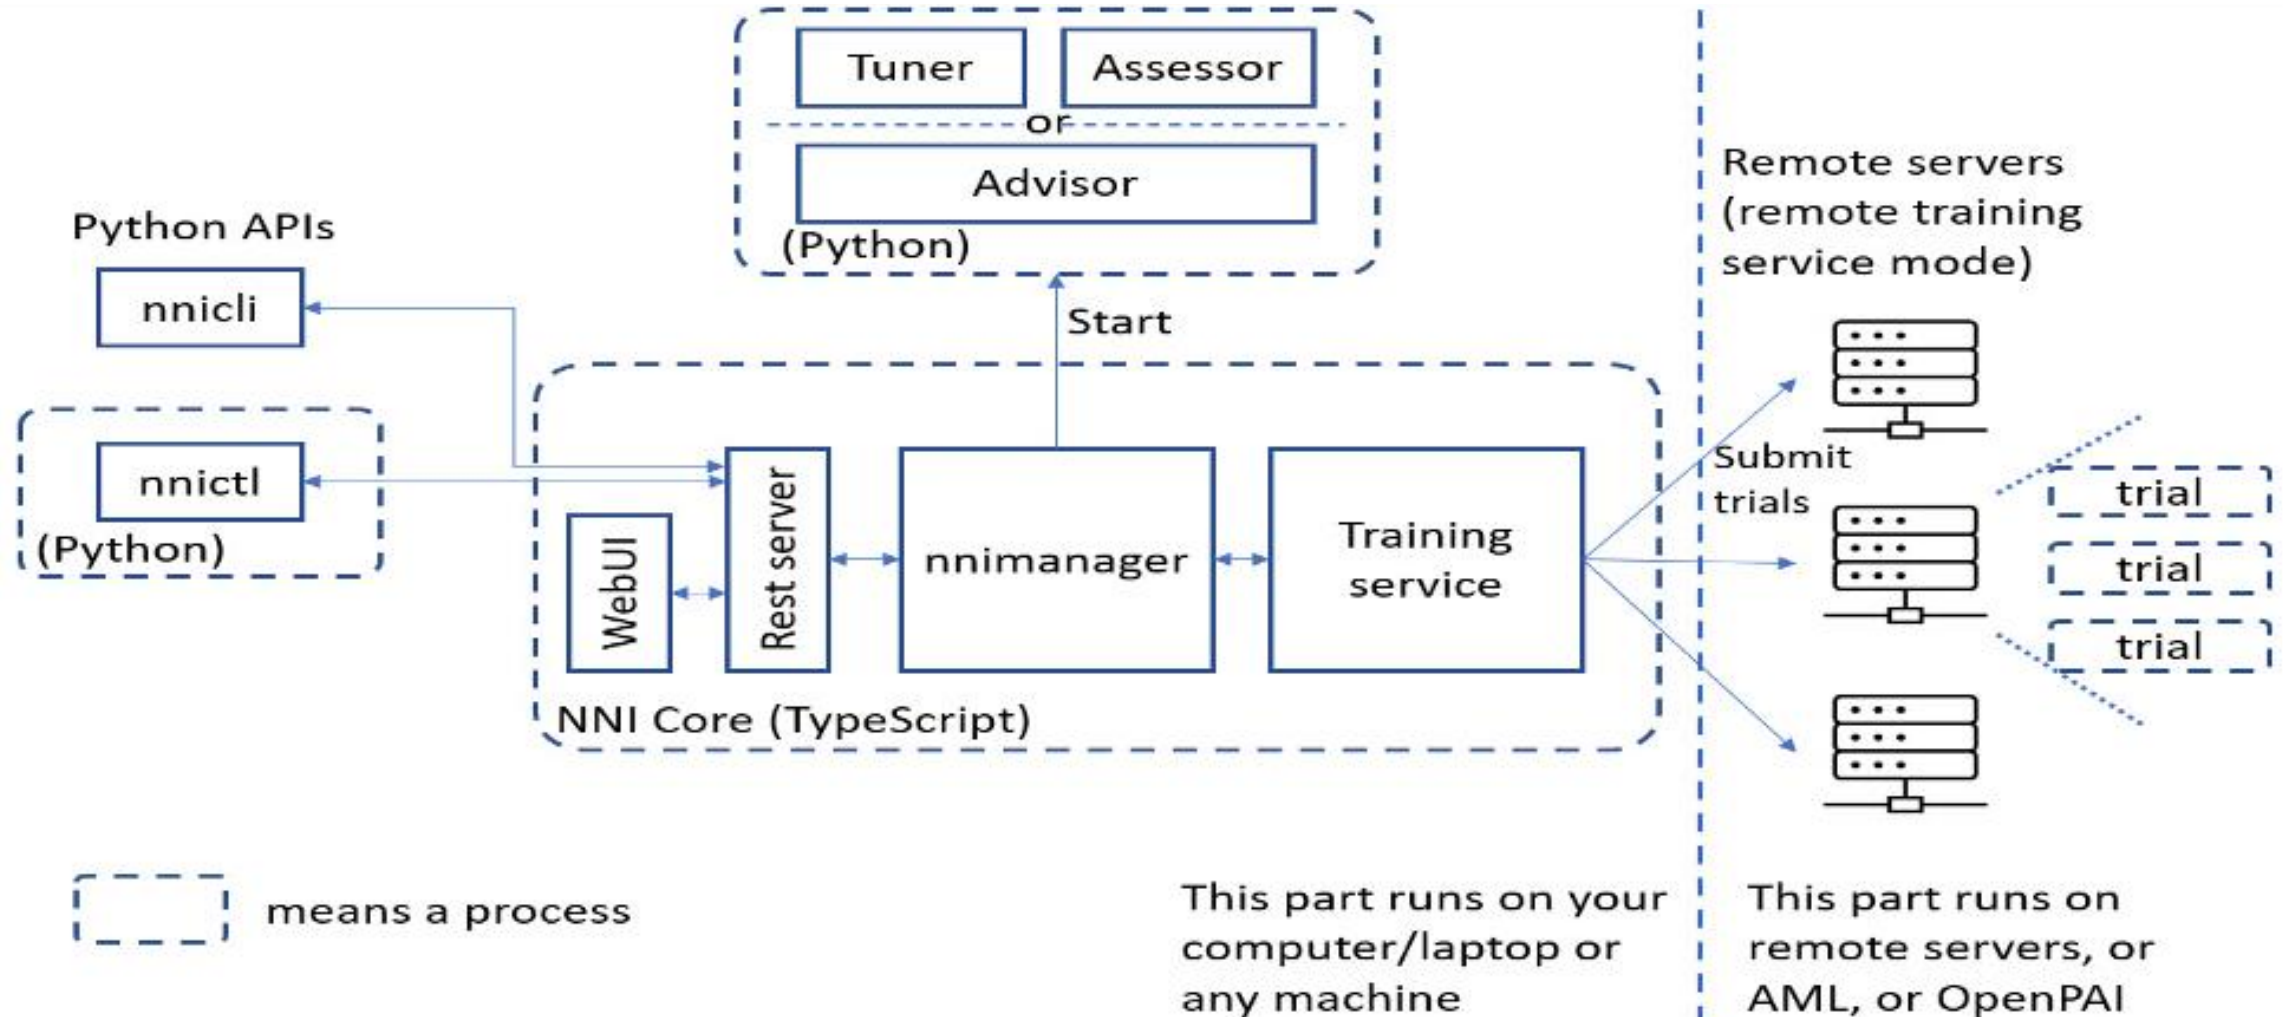 Tuner
Assessor
or
Advisor
(Python)
Start
Python APIs
nnicli
nnictl
(Python)
WebUI
Rest server
nnimanager
Training
service
NNI Core (TypeScript)
Remote servers
(remote training
service mode)
Submit
trials
trial
trial
trial
means a process
This part runs on your
computer/laptop or
any machine
This part runs on
remote servers, or
AML, or OpenPAI